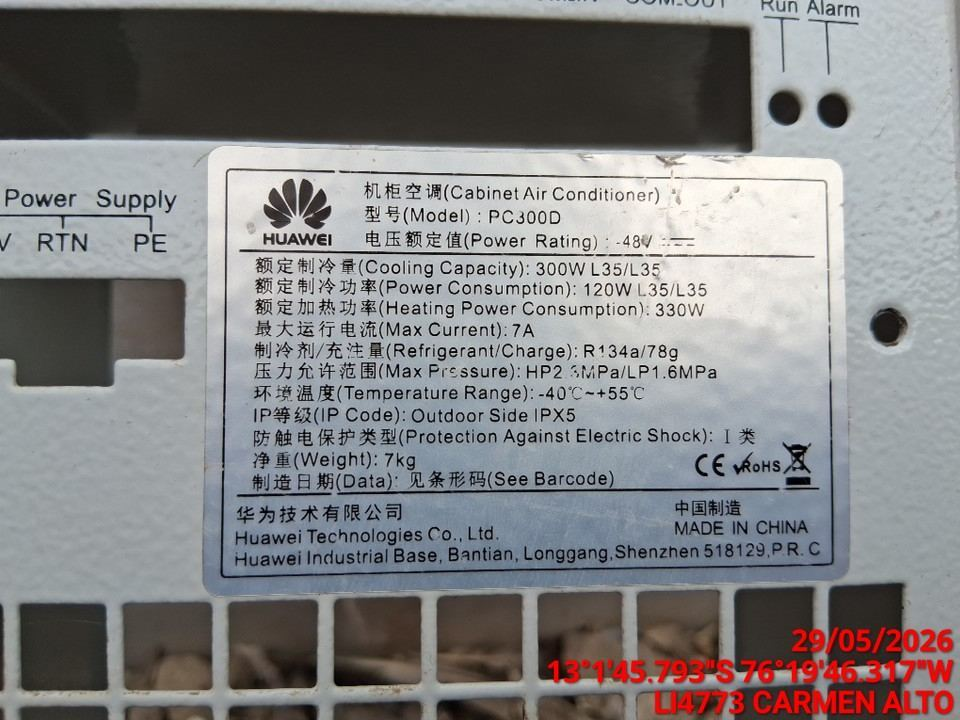 COM_OUT
Run Alarm
Power Supply
V RTN PE
HUAWEI
机柜空调(Cabinet Air Conditioner)
型号(Model) : PC300D
电压额定值(Power Rating) : -48V
额定制冷量(Cooling Capacity): 300W L35/L35
额定制冷功率(Power Consumption): 120W L35/L35
额定加热功率(Heating Power Consumption): 330W
最大运行电流(Max Current): 7A
制冷剂/充注量(Refrigerant/Charge): R134a/78g
压力允许范围(Max Pressure): /LP1.6MPa
环境温度(Temperature Range): -40℃~+55℃
IP等级(IP Code): Outdoor Side IPX5
防触电保护类型(Protection Against Electric Shock): I 类
净重(Weight): 7kg
制造日期(Data): 见条形码(See Barcode)
CE RoHS
华为技术有限公司
中国制造
Huawei Technologies Co., Ltd.
MADE IN CHINA
Huawei Industrial Base, Bantian, Longgang, Shenzhen 518129, P.R. C
29/05/2026
13°1'45.793"S 76°19'46.317"W
LI4773 CARMEN ALTO